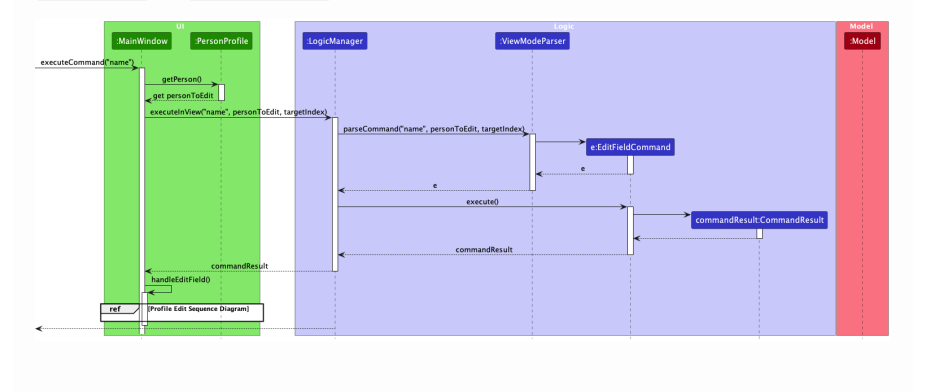 UI
Logic
Model
:MainWindow
:PersonProfile
:LogicManager
:ViewModeParser
:Model
executeCommand("name")
getPerson()
get personToEdit
executeInView("name", personToEdit, targetIndex)
parseCommand("name", personToEdit, targetIndex)
e:EditFieldCommand
e
e
execute()
commandResult:CommandResult
commandResult
commandResult
handleEditField()
ref
[Profile Edit Sequence Diagram]